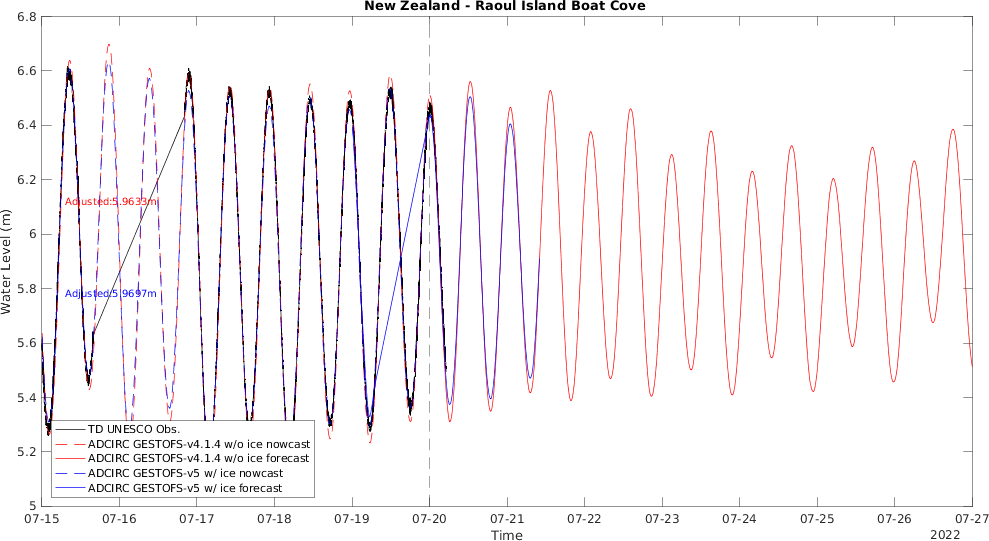 New Zealand - Raoul Island Boat Cove
6.8
6.6
6.4
6.2
6
5.8
5.6
5.4
5.2
5
Water Level (m)
Adjusted:5.9633m
Adjusted:5.9697m
TD UNESCO Obs.
ADCIRC GESTOFS-v4.1.4 w/o ice nowcast
ADCIRC GESTOFS-v4.1.4 w/o ice forecast
ADCIRC GESTOFS-v5 w/ ice nowcast
ADCIRC GESTOFS-v5 w/ ice forecast
07-15 07-16 07-17 07-18 07-19 07-20 07-21 07-22 07-23 07-24 07-25 07-26 07-27
Time
2022